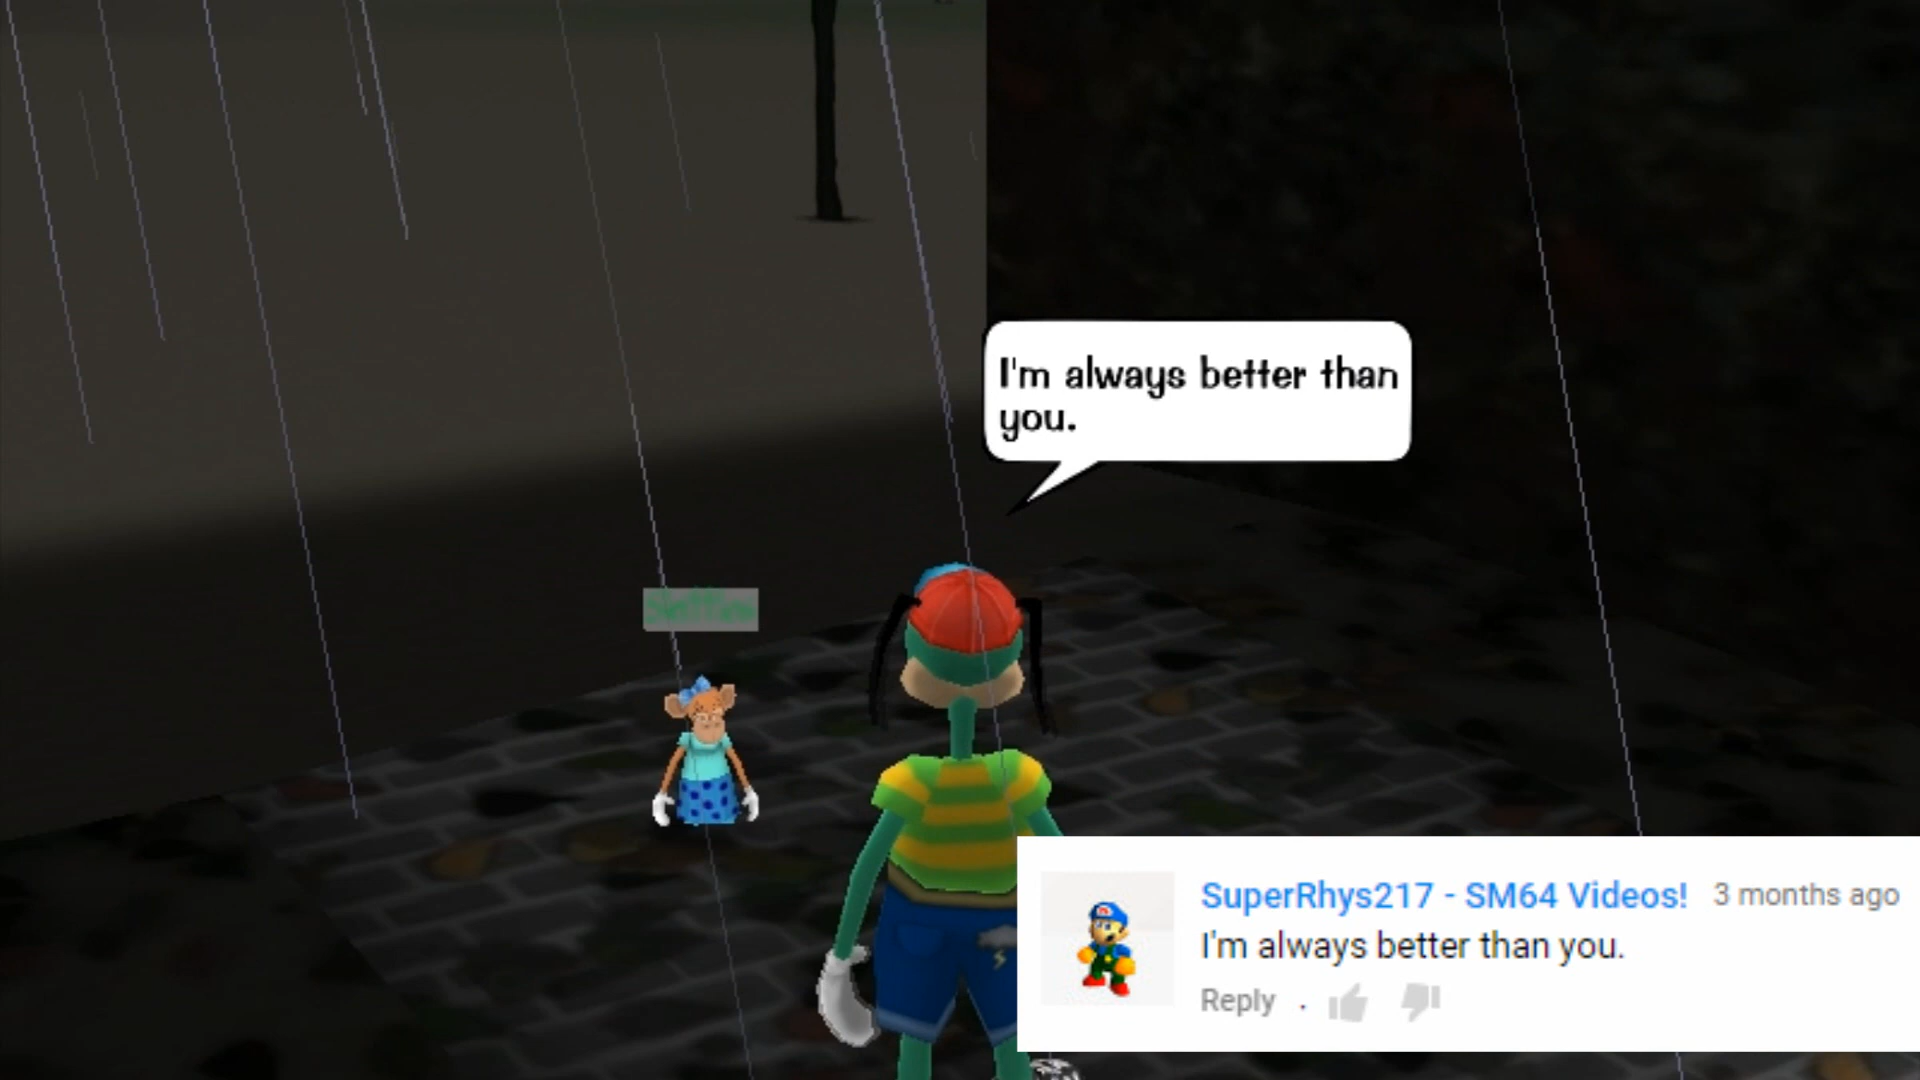 I'm always better than
you.
SuperRhys217 - SM64 Videos! 3 months ago
I'm always better than you.
Reply .